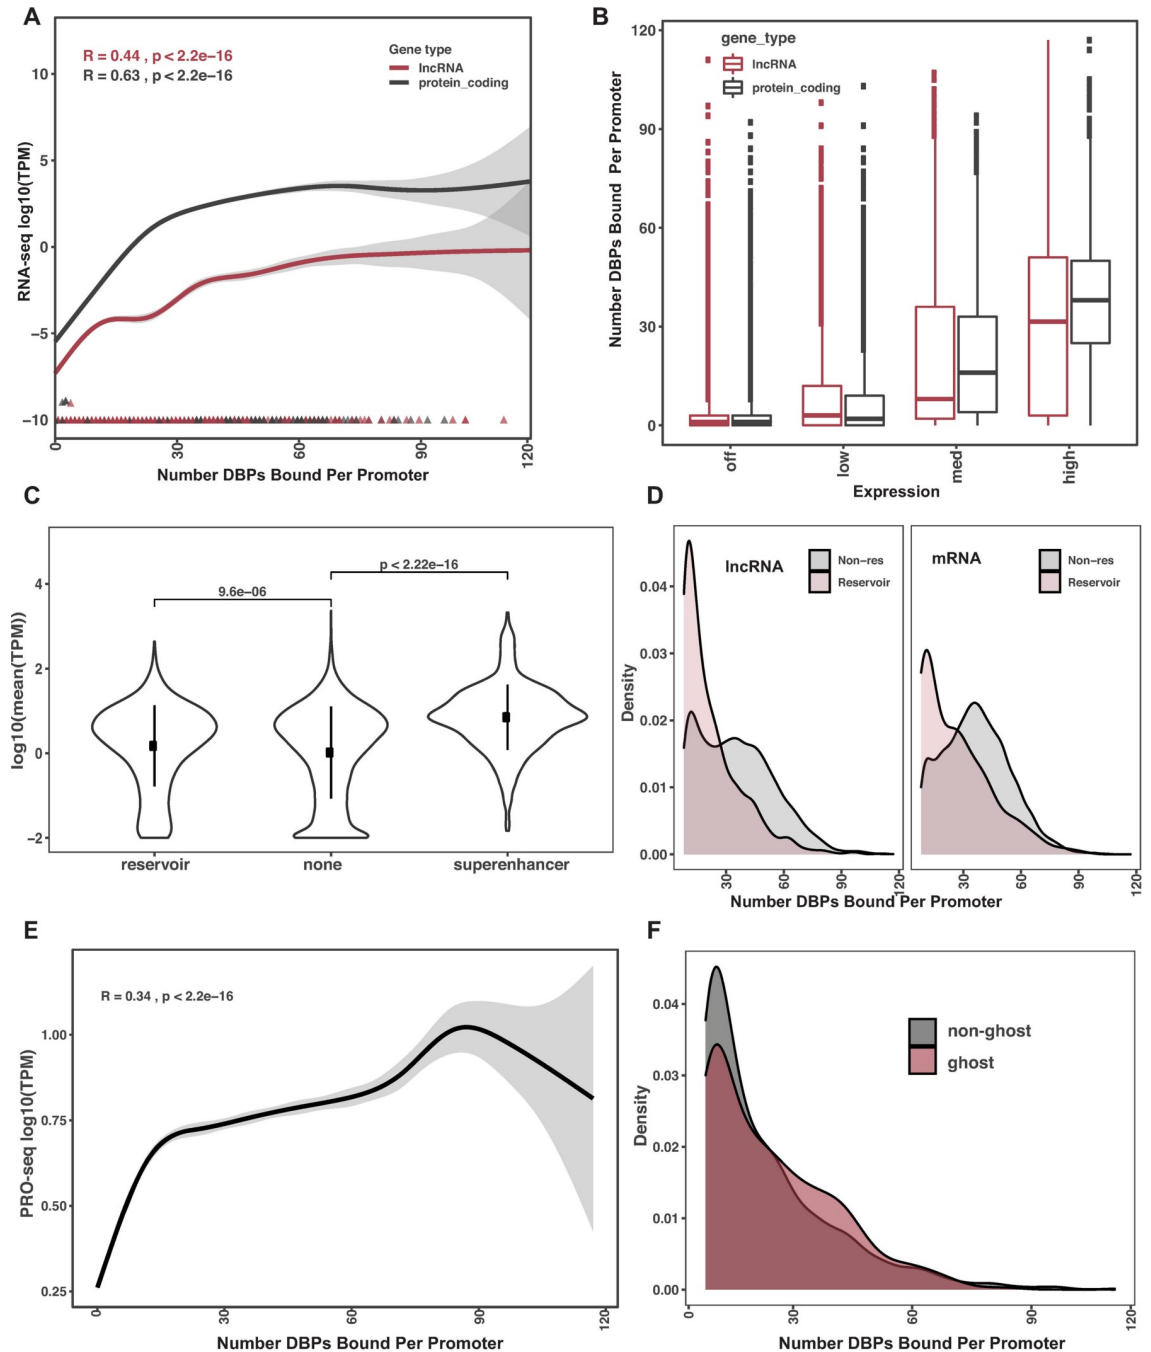 A
R = 0.44 , p < 2.2e−16
R = 0.63 , p < 2.2e−16
Gene type
lncRNA
protein_coding
RNA-seq log10(TPM)
10
5
0
−5
−10
0
30
60
90
120
Number DBPs Bound Per Promoter
B
gene_type
lncRNA
protein_coding
Number DBPs Bound Per Promoter
120
90
60
30
0
off
low
med
high
Expression
C
9.6e−06
p < 2.22e−16
log10(mean(TPM))
4
2
0
−2
reservoir
none
superenhancer
D
lncRNA
Non−res
Reservoir
mRNA
Non−res
Reservoir
Density
0.04
0.03
0.02
0.01
0.00
30
60
90
120
30
60
90
120
Number DBPs Bound Per Promoter
E
R = 0.34 , p < 2.2e−16
PRO-seq log10(TPM)
1.00
0.75
0.50
0.25
0
30
60
90
120
Number DBPs Bound Per Promoter
F
non-ghost
ghost
Density
0.04
0.03
0.02
0.01
0.00
0
30
60
90
120
Number DBPs Bound Per Promoter